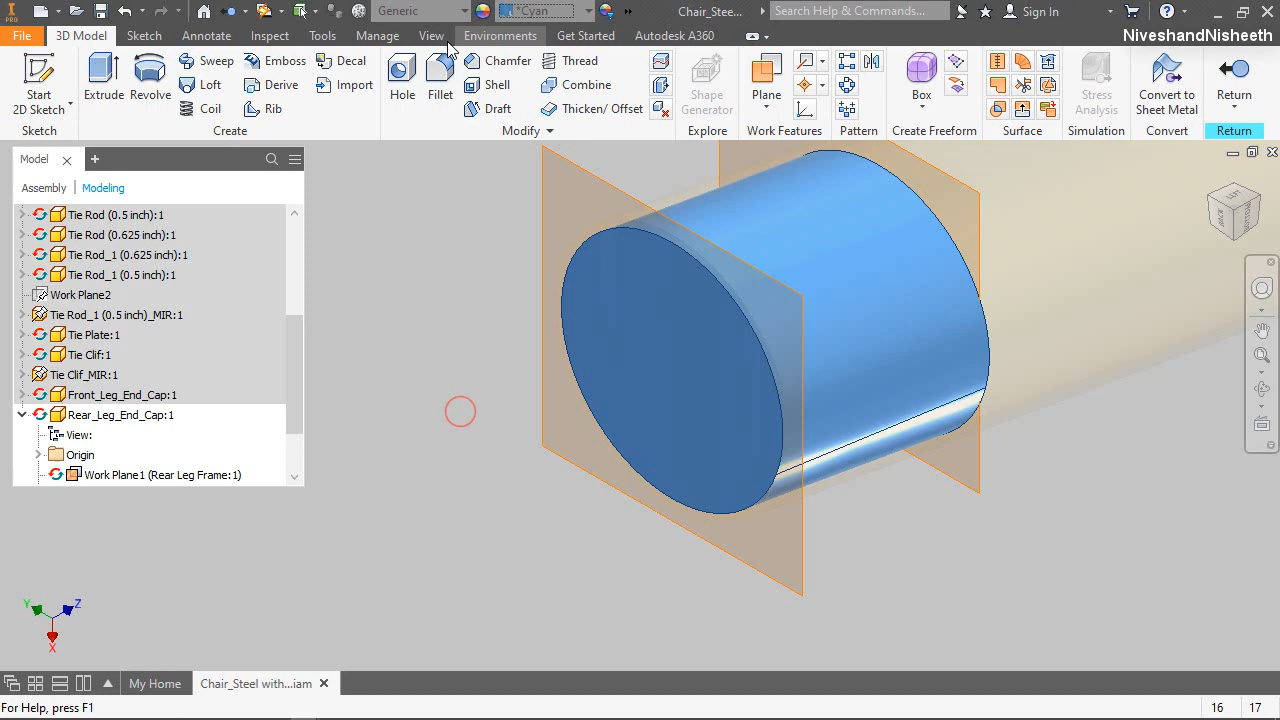 PRO
Generic
*Cyan
Chair_Stee...
Search Help & Commands...
Sign In
File
3D Model
Sketch
Annotate
Inspect
Tools
Manage
View
Environments
Get Started
Autodesk A360
NiveshandNisheeth
Start
2D Sketch
Extrude
Revolve
Sweep
Loft
Coil
Emboss
Derive
Rib
Decal
Import
Hole
Fillet
Chamfer
Shell
Draft
Thread
Combine
Thicken/ Offset
Shape
Generator
Plane
Box
Stress
Analysis
Convert to
Sheet Metal
Return
Sketch
Create
Modify
Explore
Work Features
Pattern
Create Freeform
Surface
Simulation
Convert
Return
Model
Assembly
Modeling
Tie Rod (0.5 inch):1
Tie Rod (0.625 inch):1
Tie Rod_1 (0.625 inch):1
Tie Rod_1 (0.5 inch):1
Work Plane2
Tie Rod_1 (0.5 inch)_MIR:1
Tie Plate:1
Tie Clif:1
Tie Clif_MIR:1
Front_Leg_End_Cap:1
Rear_Leg_End_Cap:1
View:
Origin
Work Plane1 (Rear Leg Frame:1)
LEFT
Y
Z
X
My Home
Chair_Steel with...iam
For Help, press F1
16
17